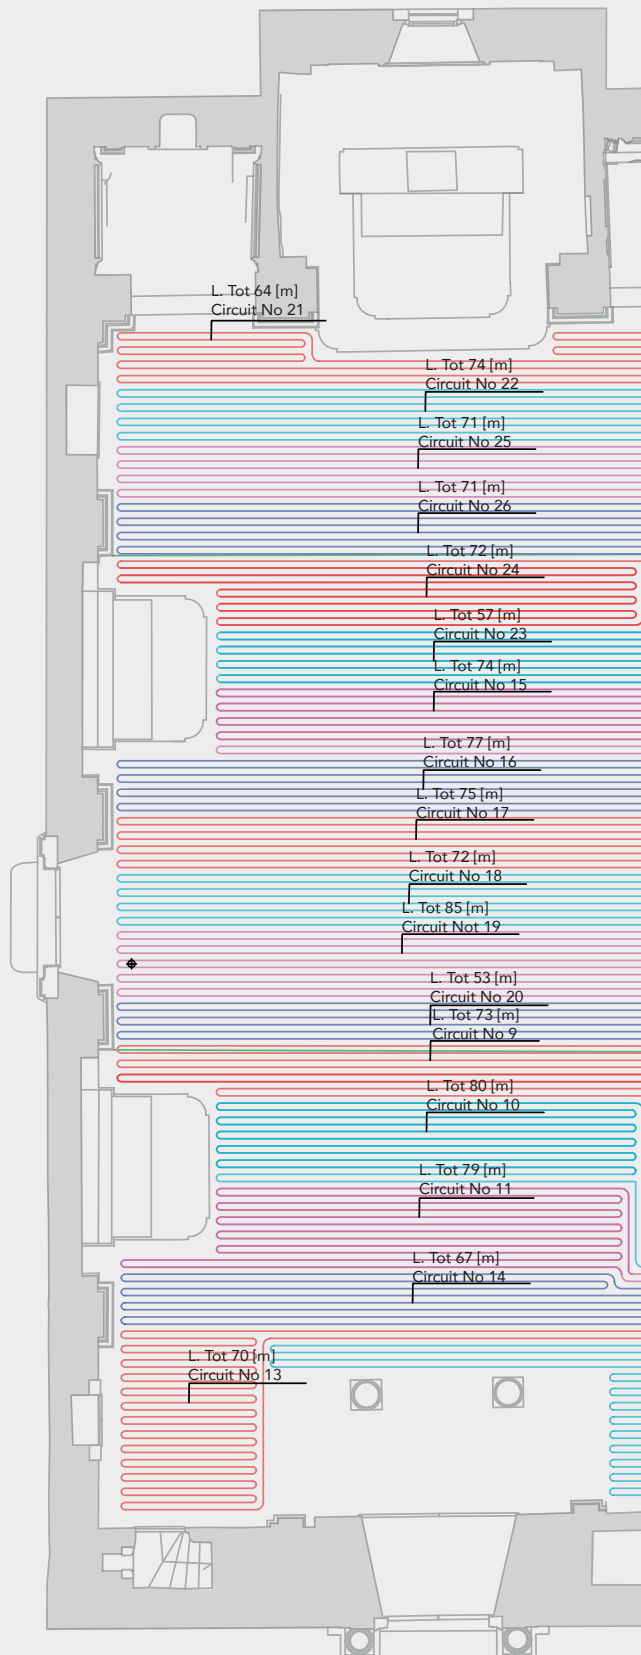 L. Tot 64 [m]
Circuit No 21
L. Tot 74 [m]
Circuit No 22
L. Tot 71 [m]
Circuit No 25
L. Tot 71 [m]
Circuit No 26
L. Tot 72 [m]
Circuit No 24
L. Tot 57 [m]
Circuit No 23
L. Tot 74 [m]
Circuit No 15
L. Tot 77 [m]
Circuit No 16
L. Tot 75 [m]
Circuit No 17
L. Tot 72 [m]
Circuit No 18
L. Tot 85 [m]
Circuit Not 19
L. Tot 53 [m]
Circuit No 20
L. Tot 73 [m]
Circuit No 9
L. Tot 80 [m]
Circuit No 10
L. Tot 79 [m]
Circuit No 11
L. Tot 67 [m]
Circuit No 14
L. Tot 70 [m]
Circuit No 13